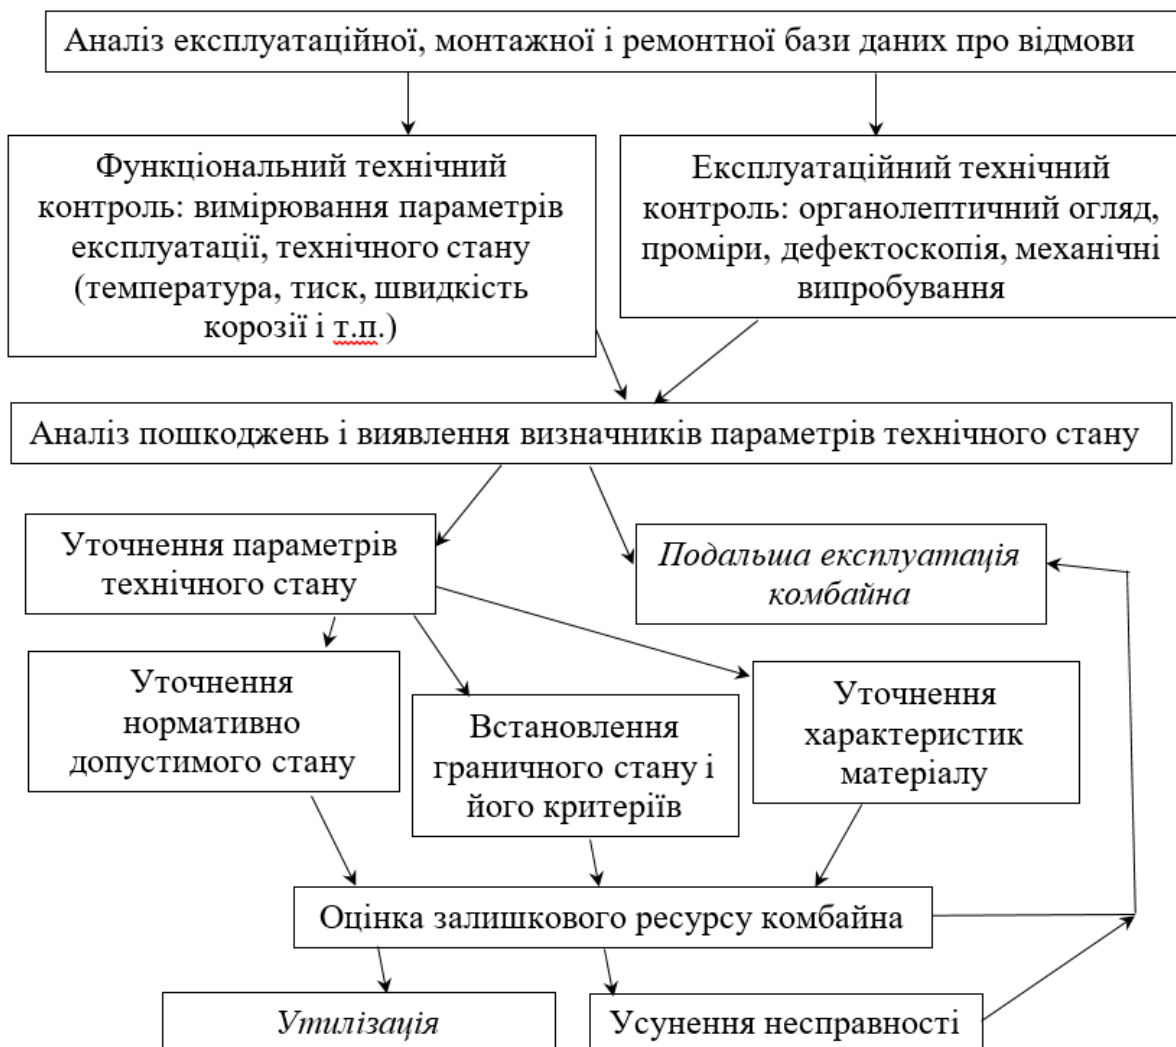 Аналіз експлуатаційної, монтажної і ремонтної бази даних про відмови
Функціональний технічний
контроль: вимірювання параметрів
експлуатації, технічного стану
(температура, тиск, швидкість
корозії і т.п.)
Експлуатаційний технічний
контроль: органолептичний огляд,
проміри, дефектоскопія, механічні
випробування
Аналіз пошкоджень і виявлення визначників параметрів технічного стану
Уточнення параметрів
технічного стану
Подальша експлуатація
комбайна
Уточнення
нормативно
допустимого стану
Встановлення
граничного стану і
його критеріїв
Уточнення
характеристик
матеріалу
Оцінка залишкового ресурсу комбайна
Утилізація
Усунення несправності